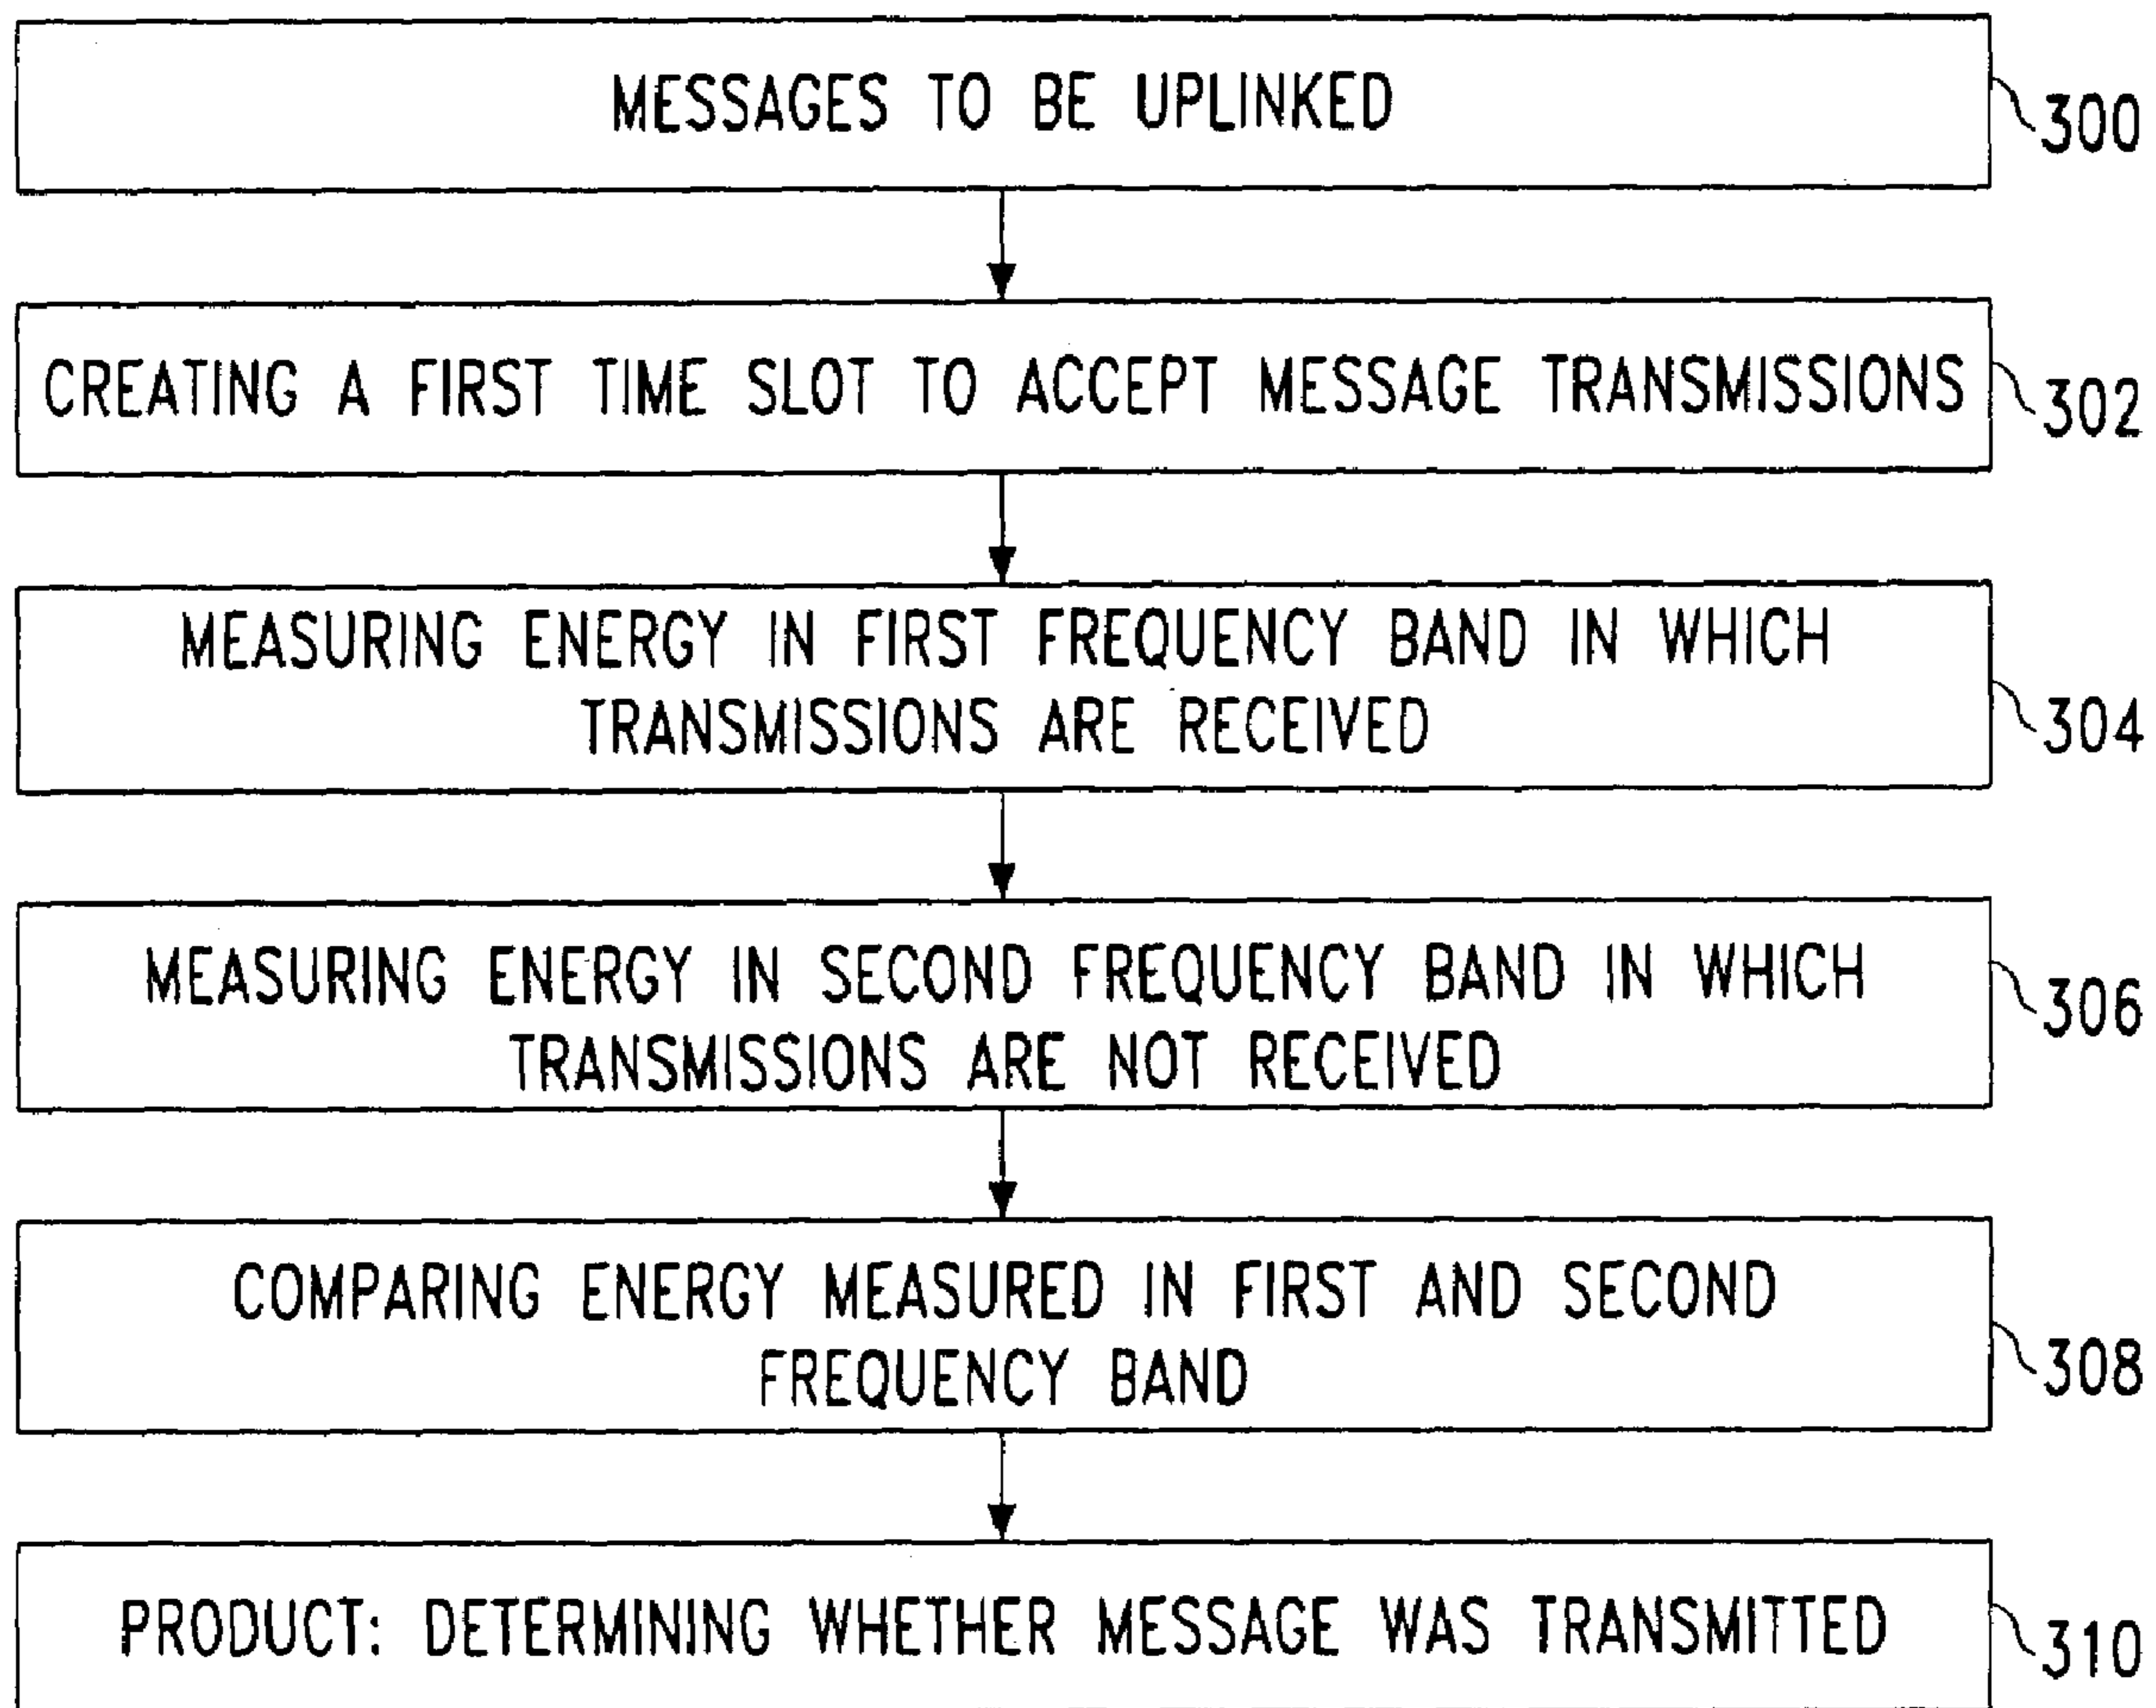 MESSAGES TO BE UPLINKED
300
CREATING A FIRST TIME SLOT TO ACCEPT MESSAGE TRANSMISSIONS
302
MEASURING ENERGY IN FIRST FREQUENCY BAND IN WHICH
TRANSMISSIONS ARE RECEIVED
304
MEASURING ENERGY IN SECOND FREQUENCY BAND IN WHICH
TRANSMISSIONS ARE NOT RECEIVED
306
COMPARING ENERGY MEASURED IN FIRST AND SECOND
FREQUENCY BAND
308
PRODUCT: DETERMINING WHETHER MESSAGE WAS TRANSMITTED
310